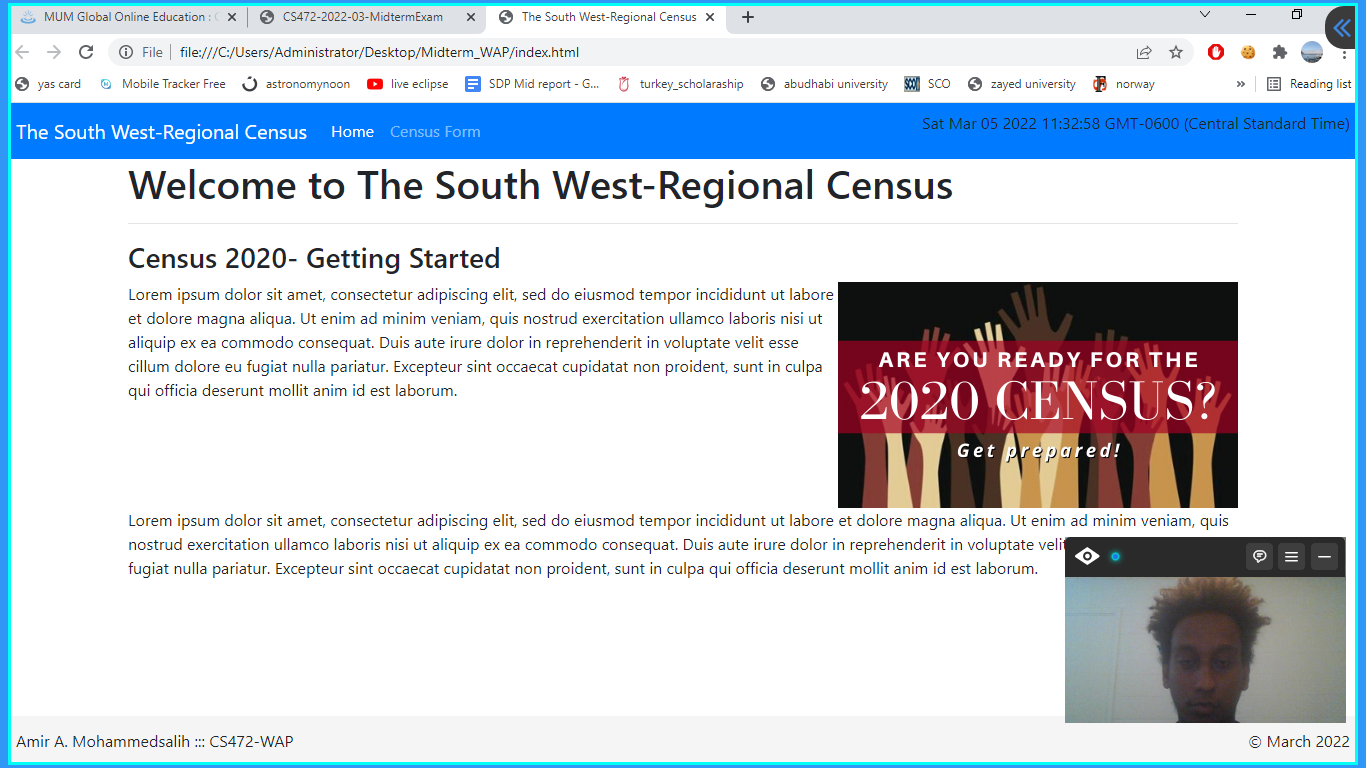 MUM Global Online Education :
CS472-2022-03-MidtermExam
The South West-Regional Census
File
file:///C:/Users/Administrator/Desktop/Midterm_WAP/index.html
yas card
Mobile Tracker Free
astronomynoon
live eclipse
SDP Mid report - G...
turkey_scholaraship
abudhabi university
SCO
zayed university
norway
»
Reading list
The South West-Regional Census
Home
Census Form
Sat Mar 05 2022 11:32:58 GMT-0600 (Central Standard Time)
Welcome to The South West-Regional Census
Census 2020- Getting Started
Lorem ipsum dolor sit amet, consectetur adipiscing elit, sed do eiusmod tempor incididunt ut labore
et dolore magna aliqua. Ut enim ad minim veniam, quis nostrud exercitation ullamco laboris nisi ut
aliquip ex ea commodo consequat. Duis aute irure dolor in reprehenderit in voluptate velit esse
cillum dolore eu fugiat nulla pariatur. Excepteur sint occaecat cupidatat non proident, sunt in culpa
qui officia deserunt mollit anim id est laborum.
ARE YOU READY FOR THE
2020 CENSUS?
Get prepared!
Lorem ipsum dolor sit amet, consectetur adipiscing elit, sed do eiusmod tempor incididunt ut labore et dolore magna aliqua. Ut enim ad minim veniam, quis
nostrud exercitation ullamco laboris nisi ut aliquip ex ea commodo consequat. Duis aute irure dolor in reprehenderit in voluptate
fugiat nulla pariatur. Excepteur sint occaecat cupidatat non proident, sunt in culpa qui officia deserunt mollit anim id est laborum.
Amir A. Mohammedsalih ::: CS472-WAP
© March 2022